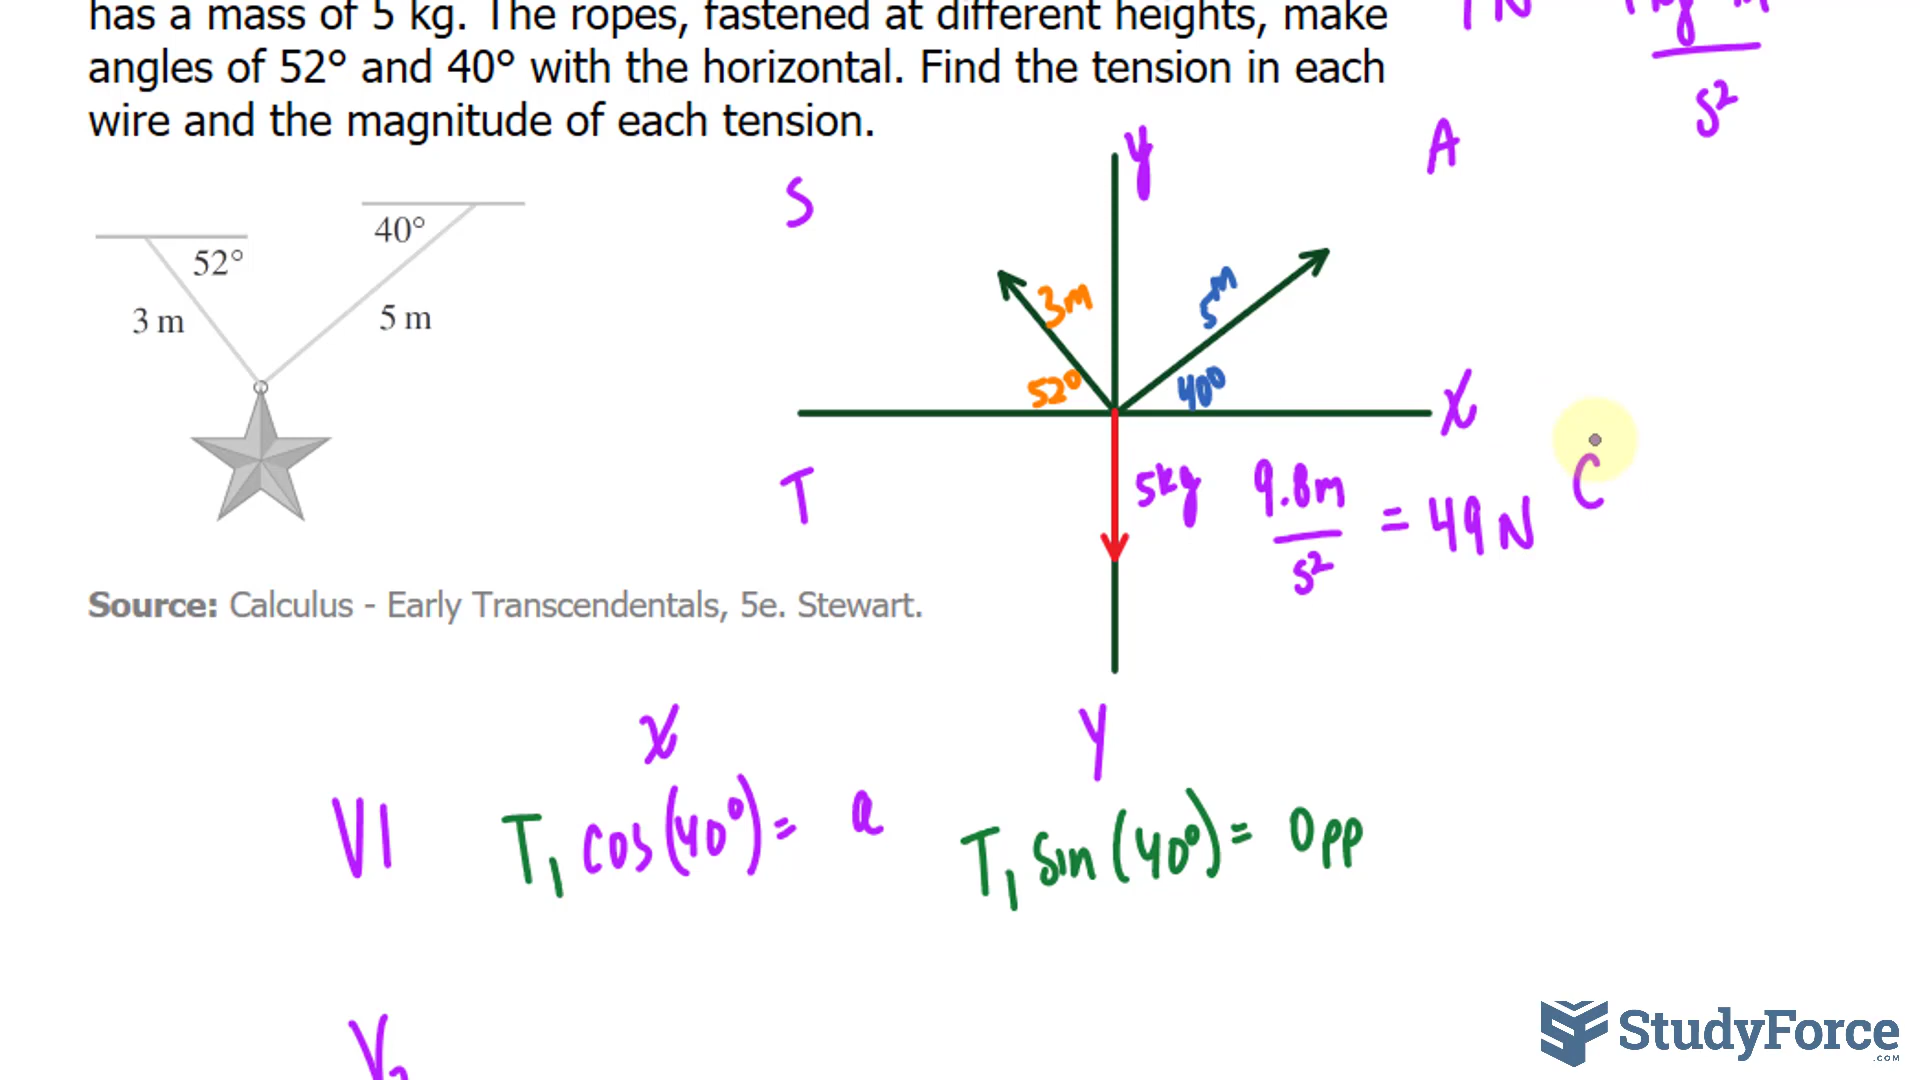 has a mass of 5 kg. The ropes, fastened at different heights, make
angles of 52° and 40° with the horizontal. Find the tension in each
wire and the magnitude of each tension.
1N
s²
A
y
S
40°
52°
3 m
5 m
3m
5m
52°
40°
x
T
5kg 9.8m/s² = 49N
C
Source: Calculus - Early Transcendentals, 5e. Stewart.
x
y
V1 T₁ cos(40°) = a T₁ sin(40°) = Opp
V₂
StudyForce
.COM